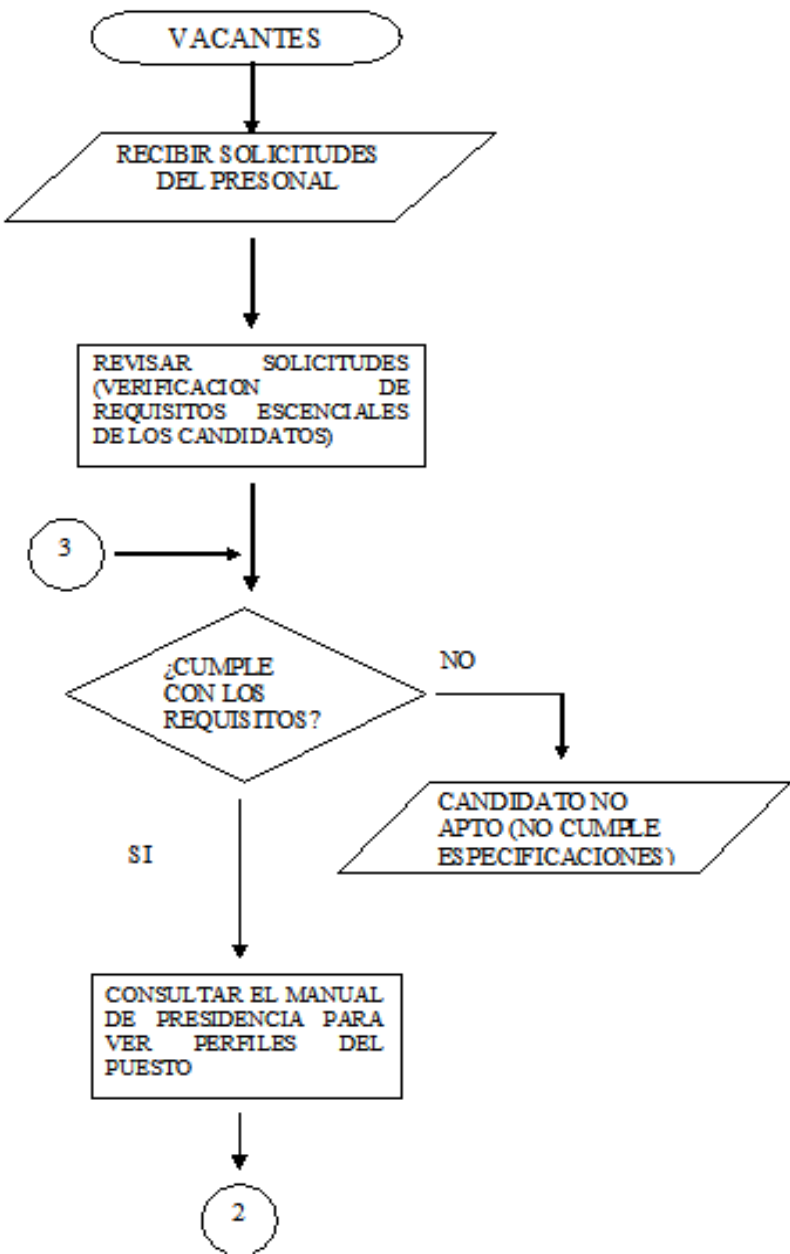 VACANTES
RECIBIR SOLICITUDES
DEL PRESONAL
REVISAR SOLICITUDES
(VERIFICACION DE
REQUISITOS ESCENCIALES
DE LOS CANDIDATOS)
3
¿CUMPLE
CON LOS
REQUISITOS?
NO
CANDIDATO NO
APTO (NO CUMPLE
ESPECIFICACIONES)
SI
CONSULTAR EL MANUAL
DE PRESIDENCIA PARA
VER PERFILES DEL
PUESTO
2